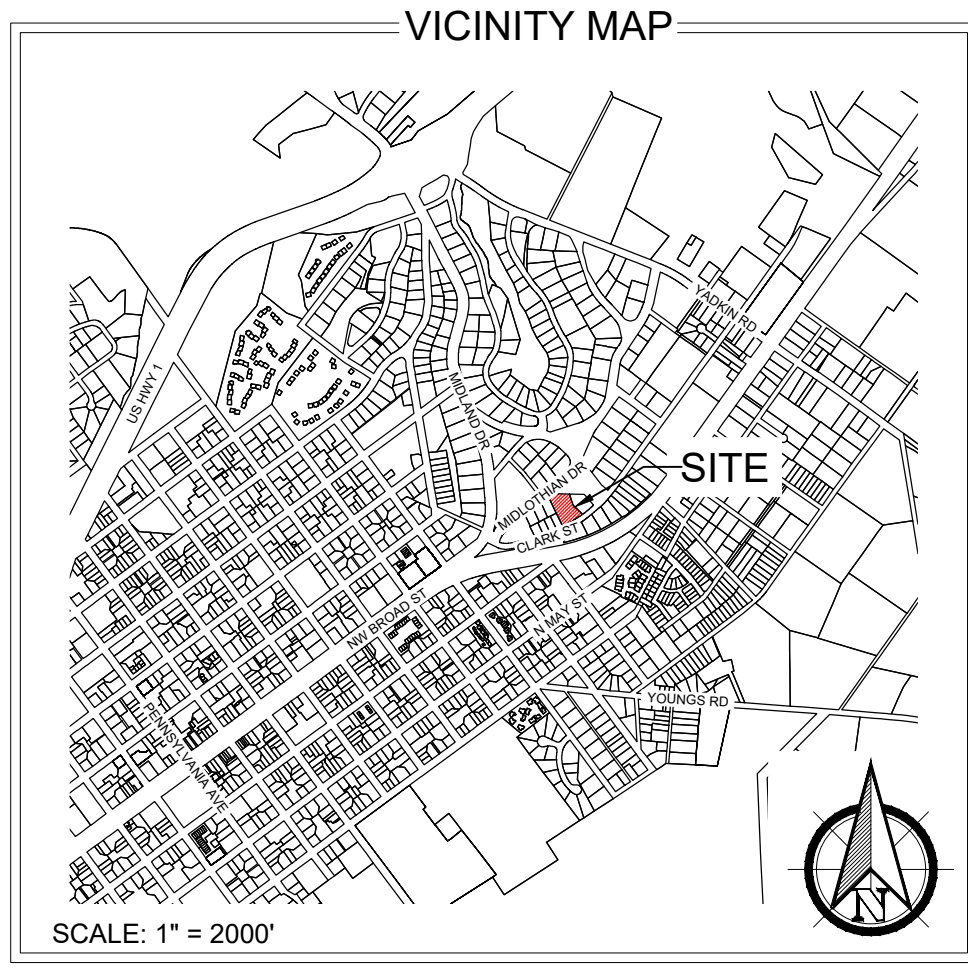 VICINITY MAP
YADKIN RD
US HWY 1
MIDLAND DR
SITE
MIDLOTHIAN DR
CLARK ST
NW BROAD ST
N MAY ST
YOUNGS RD
PENNSYLVANIA AVE
N
SCALE: 1" = 2000'